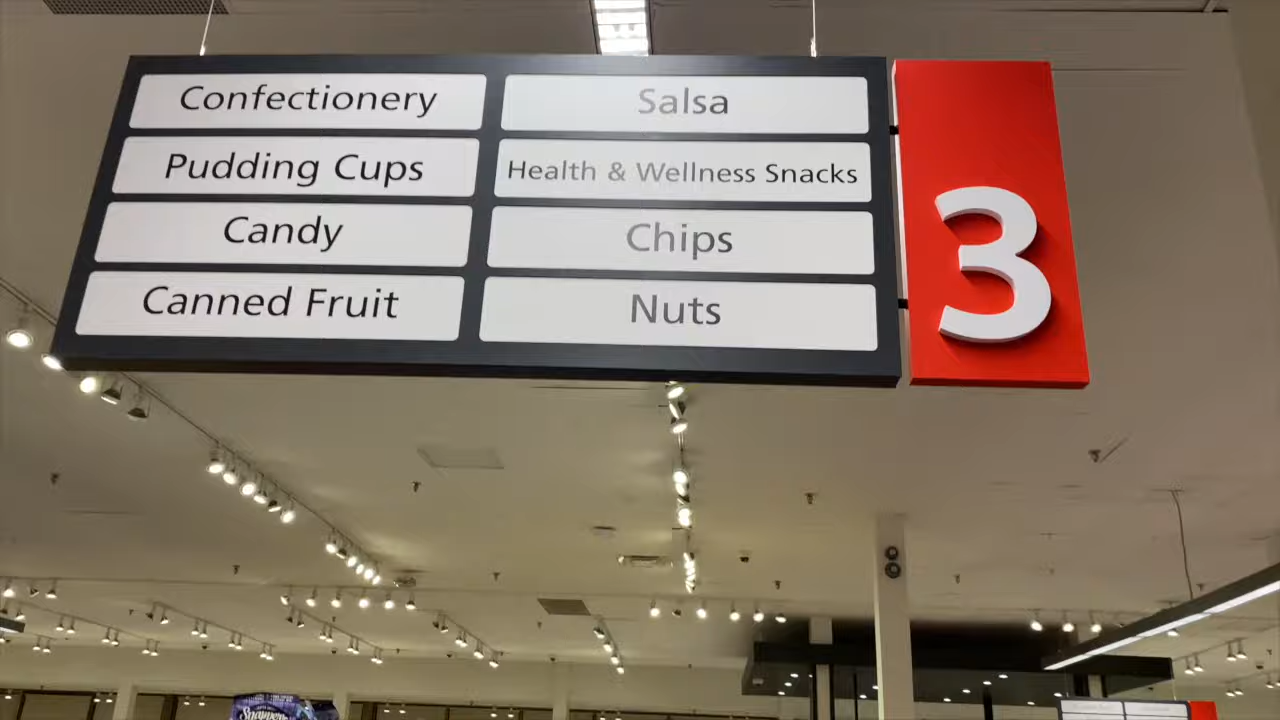 Confectionery
Pudding Cups
Candy
Canned Fruit
Salsa
Health & Wellness Snacks
Chips
Nuts
3